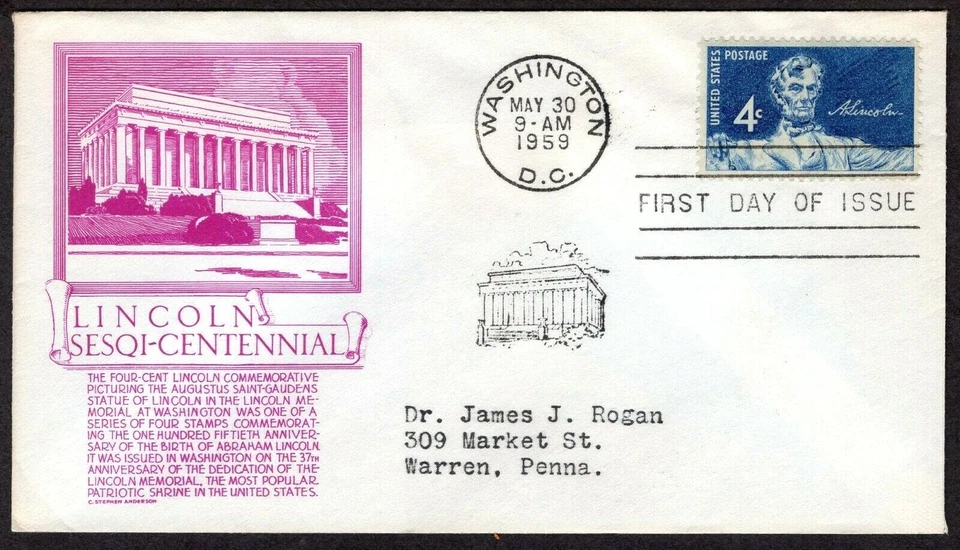 LINCOLN
SESQI-CENTENNIAL
THE FOUR-CENT LINCOLN COMMEMORATIVE
PICTURING THE AUGUSTUS SAINT-GAUDENS
STATUE OF LINCOLN IN THE LINCOLN ME-
MORIAL AT WASHINGTON WAS ONE OF A
SERIES OF FOUR STAMPS COMMEMORAT-
ING THE ONE HUNDRED FIFTIETH ANNIVER-
SARY OF THE BIRTH OF ABRAHAM LINCOLN.
IT WAS ISSUED IN WASHINGTON ON THE 37TH
ANNIVERSARY OF THE DEDICATION OF THE
LINCOLN MEMORIAL, THE MOST POPULAR
PATRIOTIC SHRINE IN THE UNITED STATES.
C. STEPHEN ANDERSON
WASHINGTON
MAY 30
9-AM
1959
D.C.
UNITED STATES
POSTAGE
4c
A. Lincoln
FIRST DAY OF ISSUE
Dr. James J. Rogan
309 Market St.
Warren, Penna.